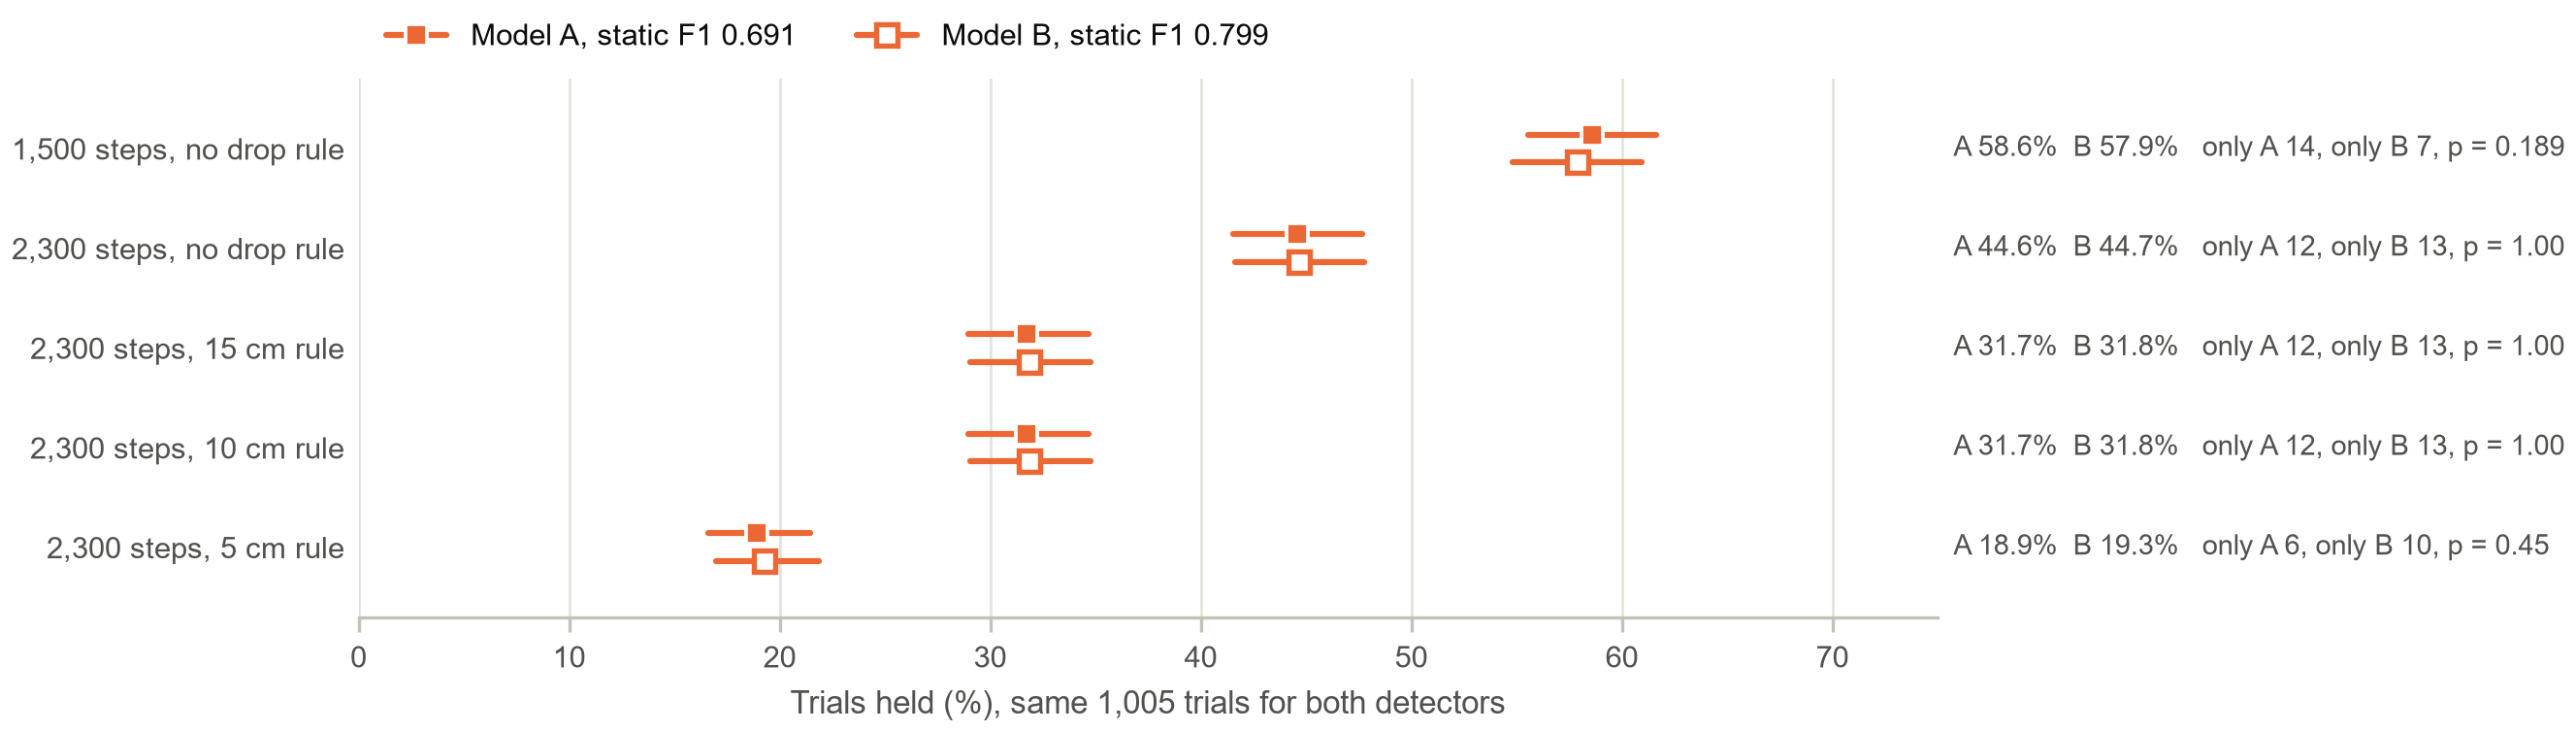 Model A, static F1 0.691 Model B, static F1 0.799
1,500 steps, no drop rule A 58.6% B 57.9% only A 14, only B 7, p = 0.189
2,300 steps, no drop rule A 44.6% B 44.7% only A 12, only B 13, p = 1.00
2,300 steps, 15 cm rule A 31.7% B 31.8% only A 12, only B 13, p = 1.00
2,300 steps, 10 cm rule A 31.7% B 31.8% only A 12, only B 13, p = 1.00
2,300 steps, 5 cm rule A 18.9% B 19.3% only A 6, only B 10, p = 0.45
0 10 20 30 40 50 60 70
Trials held (%), same 1,005 trials for both detectors